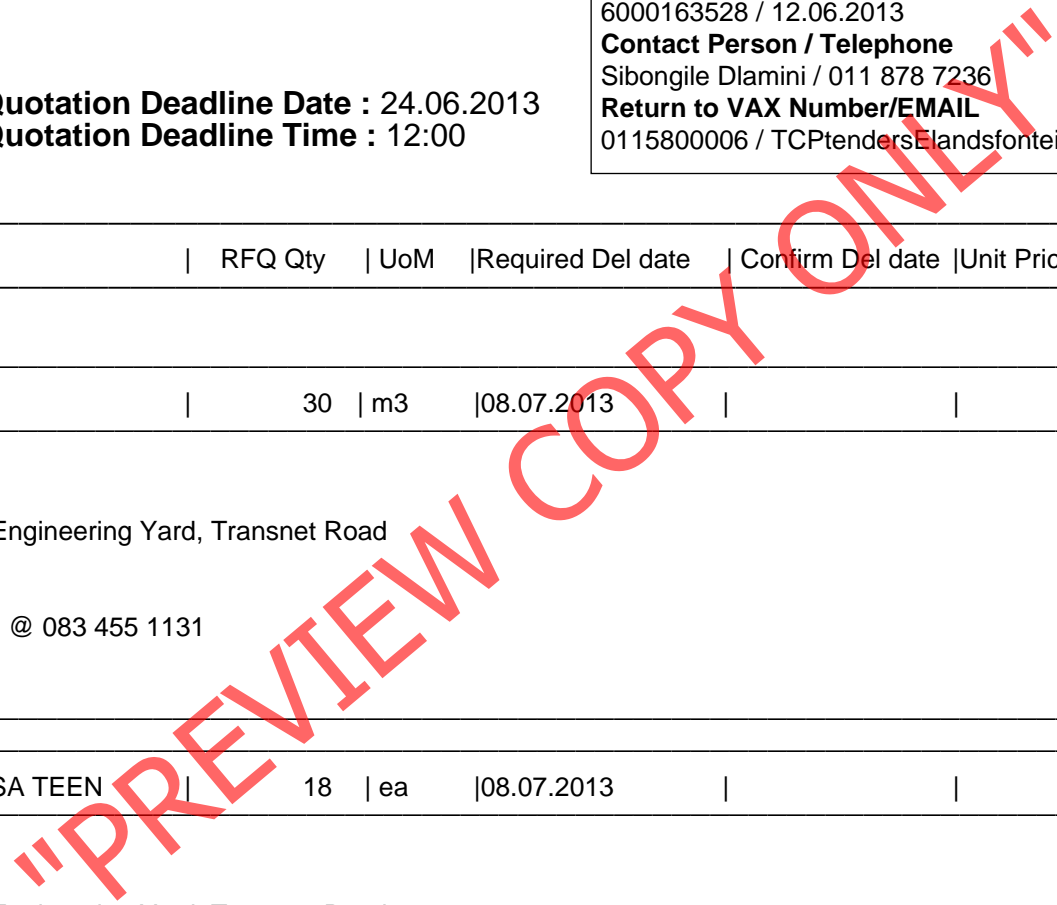 6000163528 / 12.06.2013
Contact Person / Telephone
Sibongile Dlamini / 011 878 7236
Return to VAX Number/EMAIL
0115800006 / TCPtendersElandsfontei
Quotation Deadline Date : 24.06.2013
Quotation Deadline Time : 12:00
| RFQ Qty | UoM |Required Del date | Confirm Del date |Unit Pric
| 30 | m3 |08.07.2013 | |
Engineering Yard, Transnet Road
@ 083 455 1131
SA TEEN | 18 | ea |08.07.2013 | |
"PREVIEW COPY ONLY"